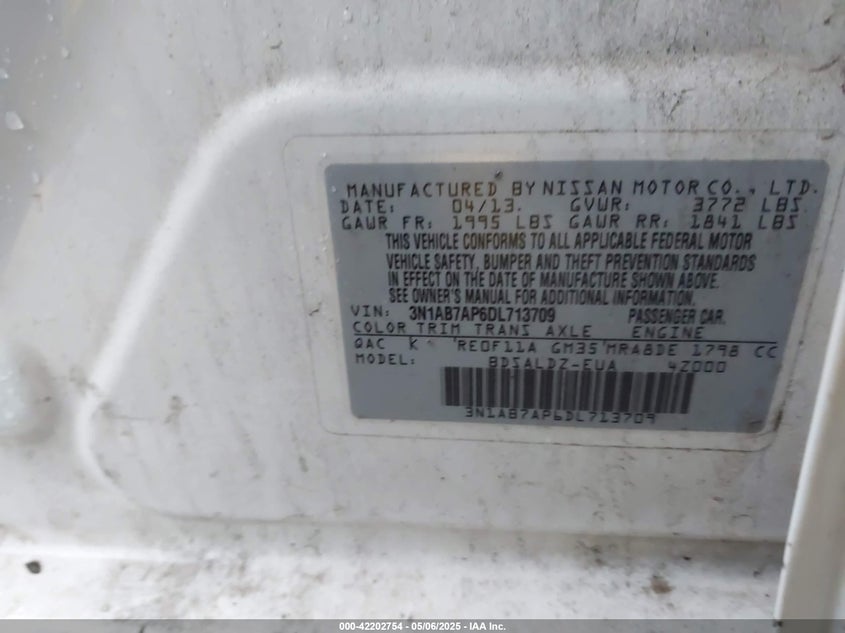 MANUFACTURED BY NISSAN MOTOR CO., LTD.
DATE: 04/13. GVWR: 3772 LBS
GAWR FR: 1995 LBS GAWR RR: 1841 LBS
THIS VEHICLE CONFORMS TO ALL APPLICABLE FEDERAL MOTOR
VEHICLE SAFETY, BUMPER AND THEFT PREVENTION STANDARDS
IN EFFECT ON THE DATE OF MANUFACTURE SHOWN ABOVE.
SEE OWNER'S MANUAL FOR ADDITIONAL INFORMATION.
VIN: 3N1AB7AP6DL713709 PASSENGER CAR.
COLOR TRIM TRANS AXLE ENGINE
QAC K RE0F11A GM35 MRA8DE 1798 CC
MODEL: BDSALDZ-EUA 4Z000
3N1AB7AP6DL713709
000-42202754 | 05/06/2025 - IAA Inc.